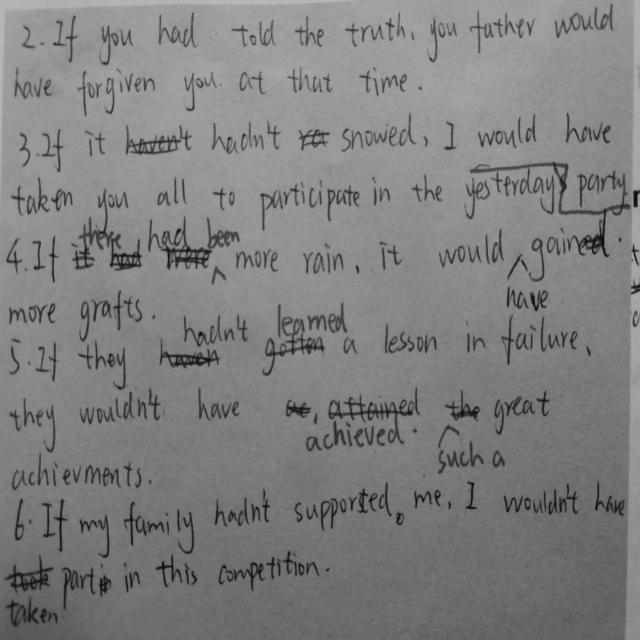 2. If you had told the truth, you father would
have forgiven you at that time.
3. If it haven't hadn't snowed, I would have
taken you all to participate in the yesterday party
there had been
4. If it had more rain, it would gained.
have
more grafts.
hadn't learned
5. If they haven gotten a lesson in failure,
they wouldn't have attained the great
achieved. such a
achievments.
6. If my family hadn't supported me, I wouldn't have
took part in this competition.
taken